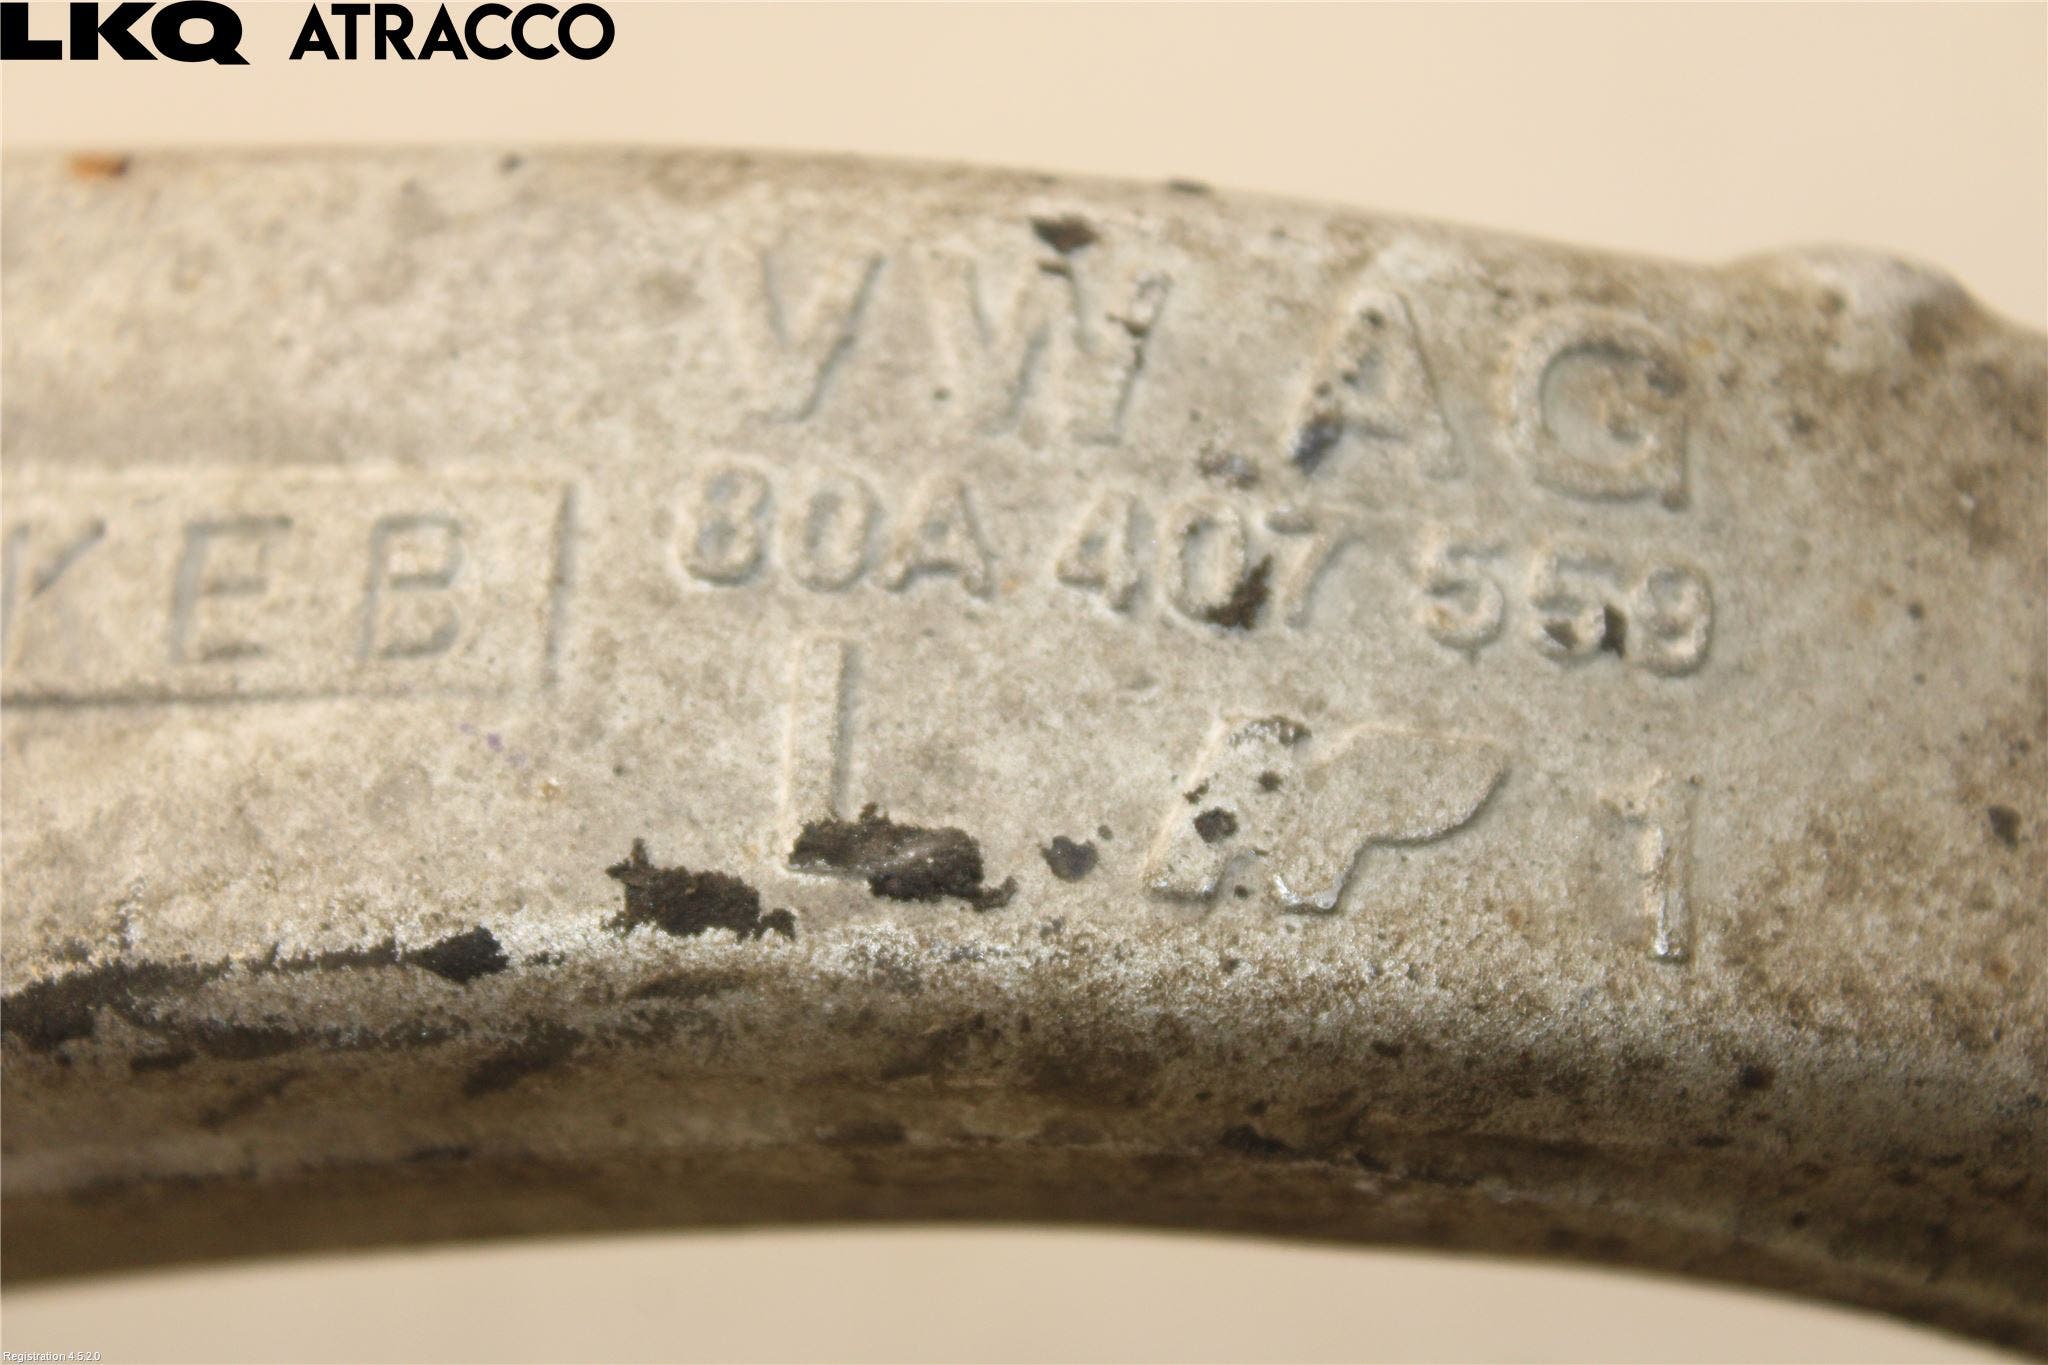 LKQ ATRACCO
VW AG
KEB
80A 407 559
L
1
Registration 4.5.2.0